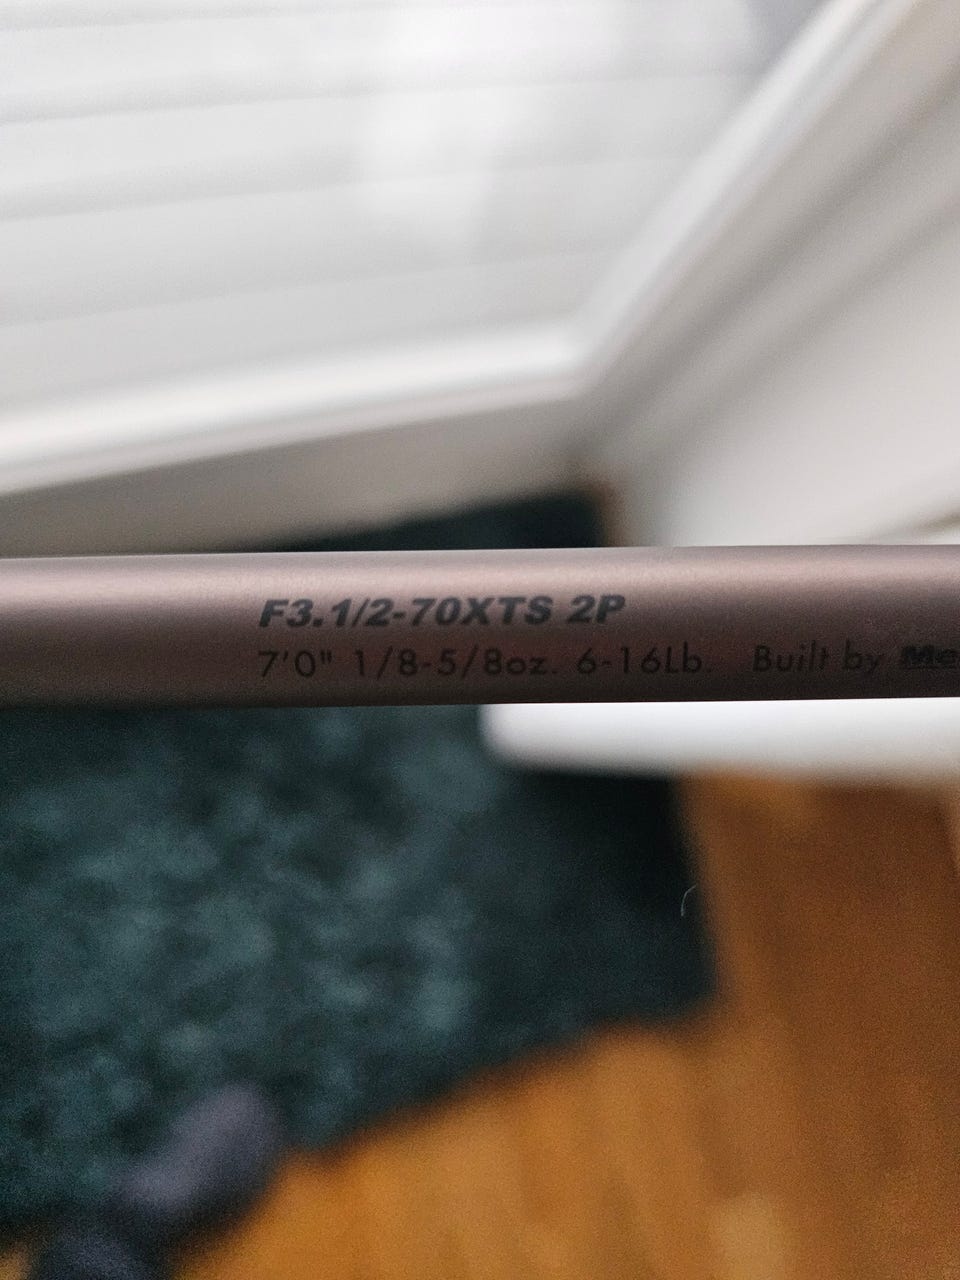 F3.1/2-70XTS 2P
7'0" 1/8-5/8oz. 6-16Lb. Built by